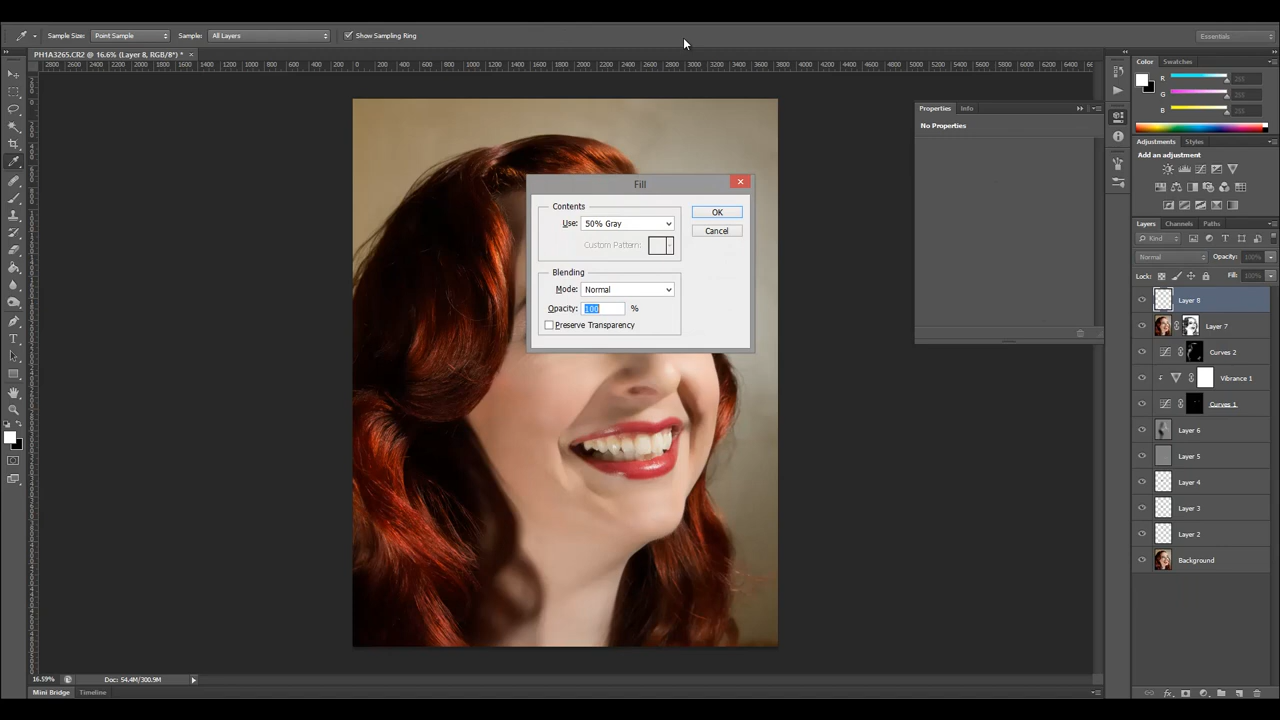 Sample Size: Point Sample Sample: All Layers Show Sampling Ring Essentials
PH1A3265.CR2 @ 16.6% (Layer 8, RGB/8*) * ×
Color Swatches
R 255
G 255
B 255
Properties Info
No Properties
Adjustments Styles
Add an adjustment
Fill
Contents
Use: 50% Gray
Custom Pattern:
OK
Cancel
Blending
Mode: Normal
Opacity: 100 %
Preserve Transparency
Layers Channels Paths
Kind
Normal Opacity: 100%
Lock: Fill: 100%
Layer 8
Layer 7
Curves 2
Vibrance 1
Curves 1
Layer 6
Layer 5
Layer 4
Layer 3
Layer 2
Background
16.59% Doc: 54.4M/300.9M
Mini Bridge Timeline